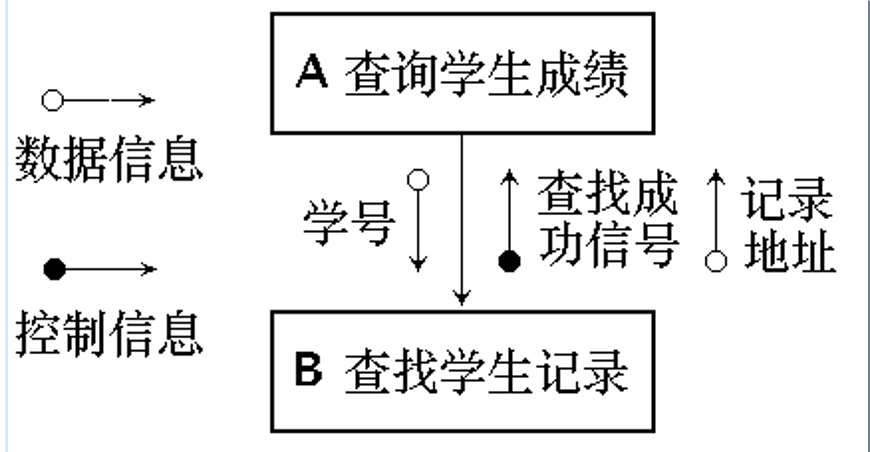 A 查询学生成绩
数据信息
学号
查找成
功信号
记录
地址
控制信息
B 查找学生记录